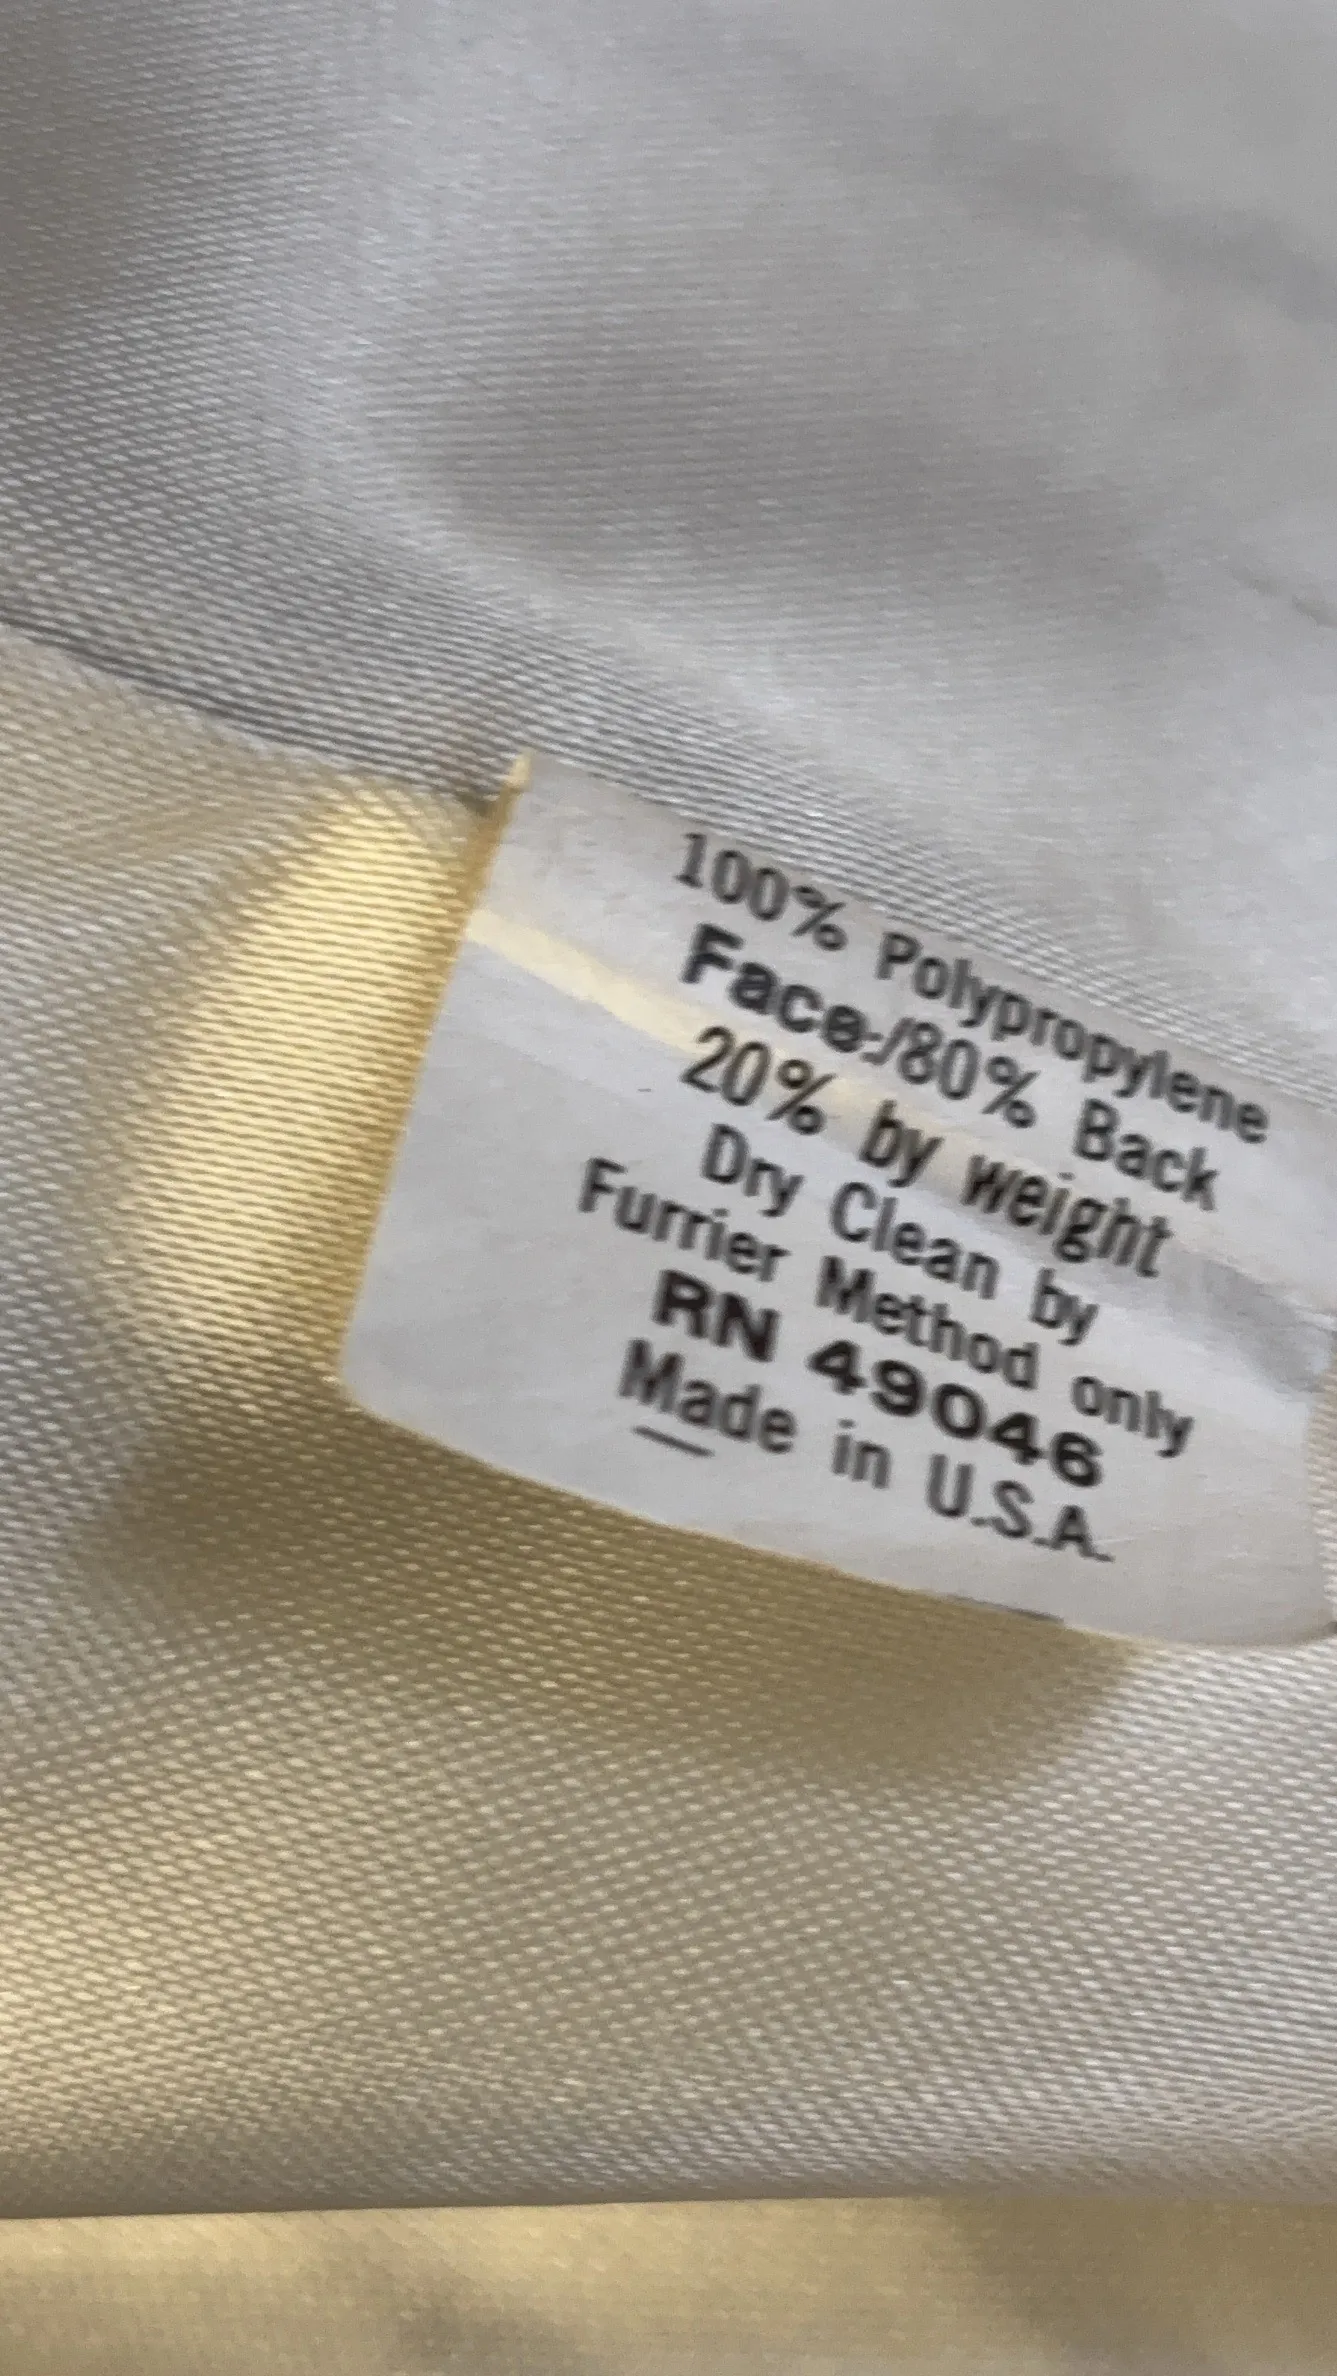 100% Polypropylene
Face-/80% Back
20% by weight
Dry Clean by
Furrier Method only
RN 49046
Made in U.S.A.